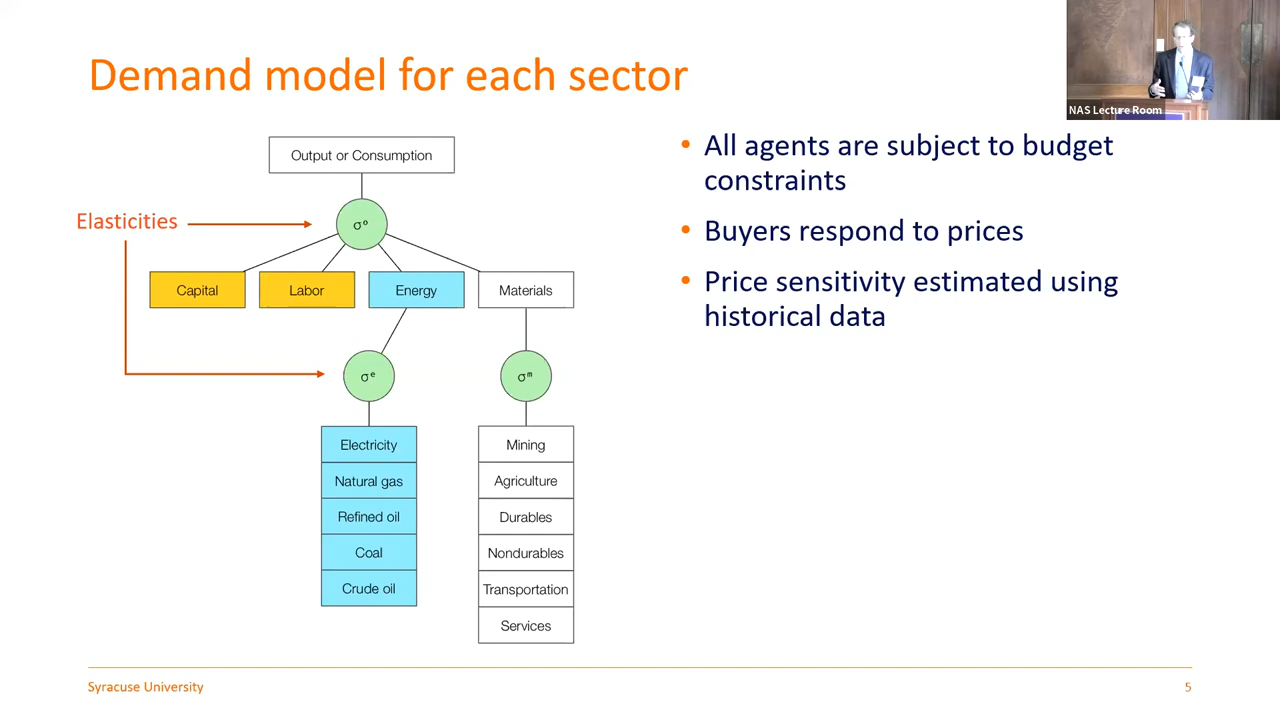 Demand model for each sector
NAS Lecture Room
Output or Consumption
Elasticities
σᵒ
Capital
Labor
Energy
Materials
σᵉ
σᵐ
Electricity
Natural gas
Refined oil
Coal
Crude oil
Mining
Agriculture
Durables
Nondurables
Transportation
Services
• All agents are subject to budget
constraints
• Buyers respond to prices
• Price sensitivity estimated using
historical data
Syracuse University
5